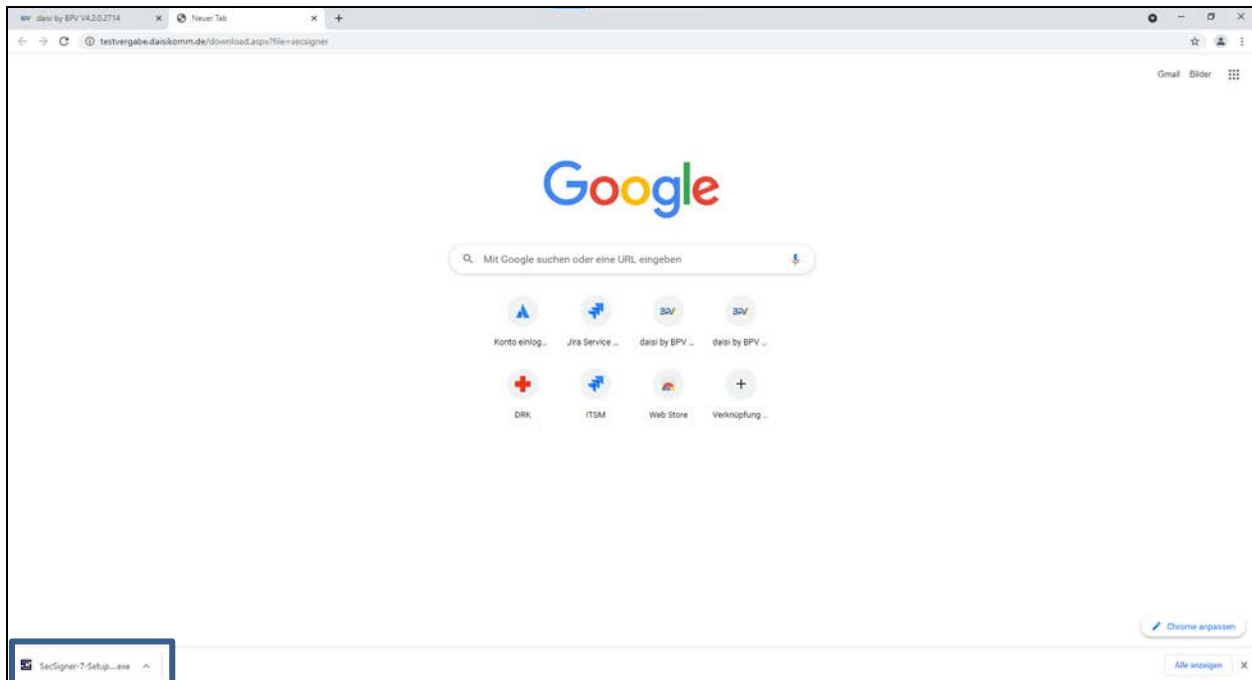 daisi by BPV V4.2.0.2714
Neuer Tab
testvergabe.daisikomm.de/download.aspx?file=secsigner
Gmail Bilder
Google
Mit Google suchen oder eine URL eingeben
Konto einlog... Jira Service ... daisi by BPV ... daisi by BPV ...
DRK ITSM Web Store Verknüpfung ...
Chrome anpassen
SecSigner-7-Setup....exe
Alle anzeigen